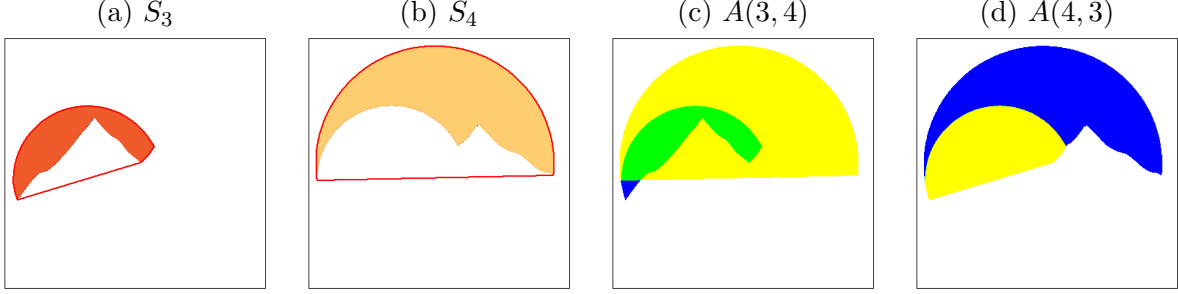 (a) S₃ (b) S₄ (c) A(3, 4) (d) A(4, 3)